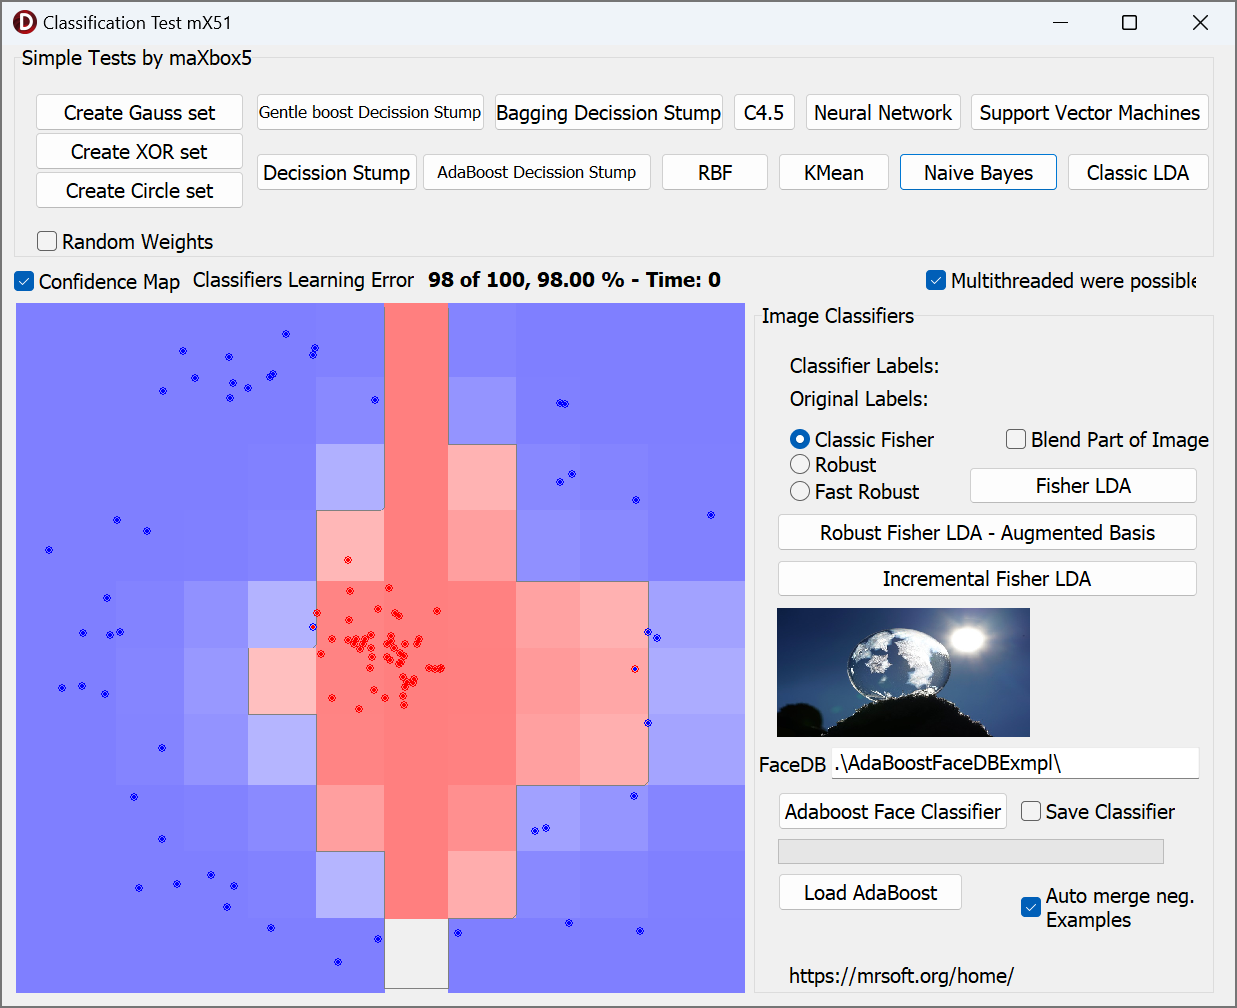 Classification Test mX51
Simple Tests by maXbox5
Create Gauss set
Gentle boost Decission Stump
Bagging Decission Stump
C4.5
Neural Network
Support Vector Machines
Create XOR set
Create Circle set
Decission Stump
AdaBoost Decission Stump
RBF
KMean
Naive Bayes
Classic LDA
Random Weights
Confidence Map
Classifiers Learning Error
98 of 100, 98.00 % - Time: 0
Multithreaded were possible
Image Classifiers
Classifier Labels:
Original Labels:
Classic Fisher
Blend Part of Image
Robust
Fast Robust
Fisher LDA
Robust Fisher LDA - Augmented Basis
Incremental Fisher LDA
FaceDB
.\AdaBoostFaceDBExmpl\
Adaboost Face Classifier
Save Classifier
Load AdaBoost
Auto merge neg.
Examples
https://mrsoft.org/home/